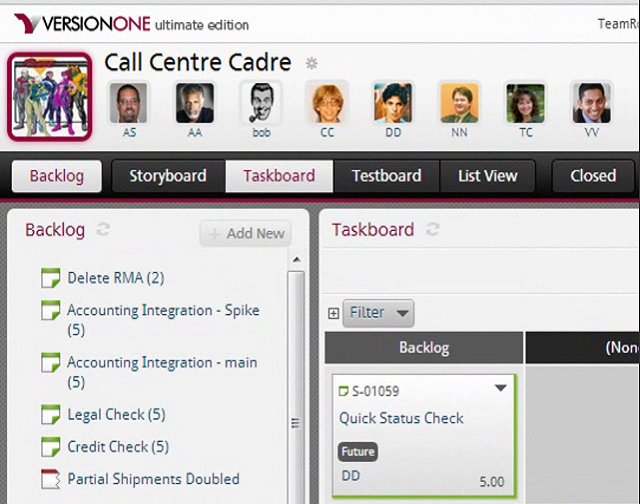 VERSIONONE ultimate edition
TeamRo
Call Centre Cadre
AS AA bob CC DD NN TC VV
Backlog Storyboard Taskboard Testboard List View Closed
Backlog
+ Add New
Taskboard
Delete RMA (2)
Accounting Integration - Spike
(5)
Accounting Integration - main
(5)
Legal Check (5)
Credit Check (5)
Partial Shipments Doubled
Filter
Backlog
(Non
S-01059
Quick Status Check
Future
DD
5.00